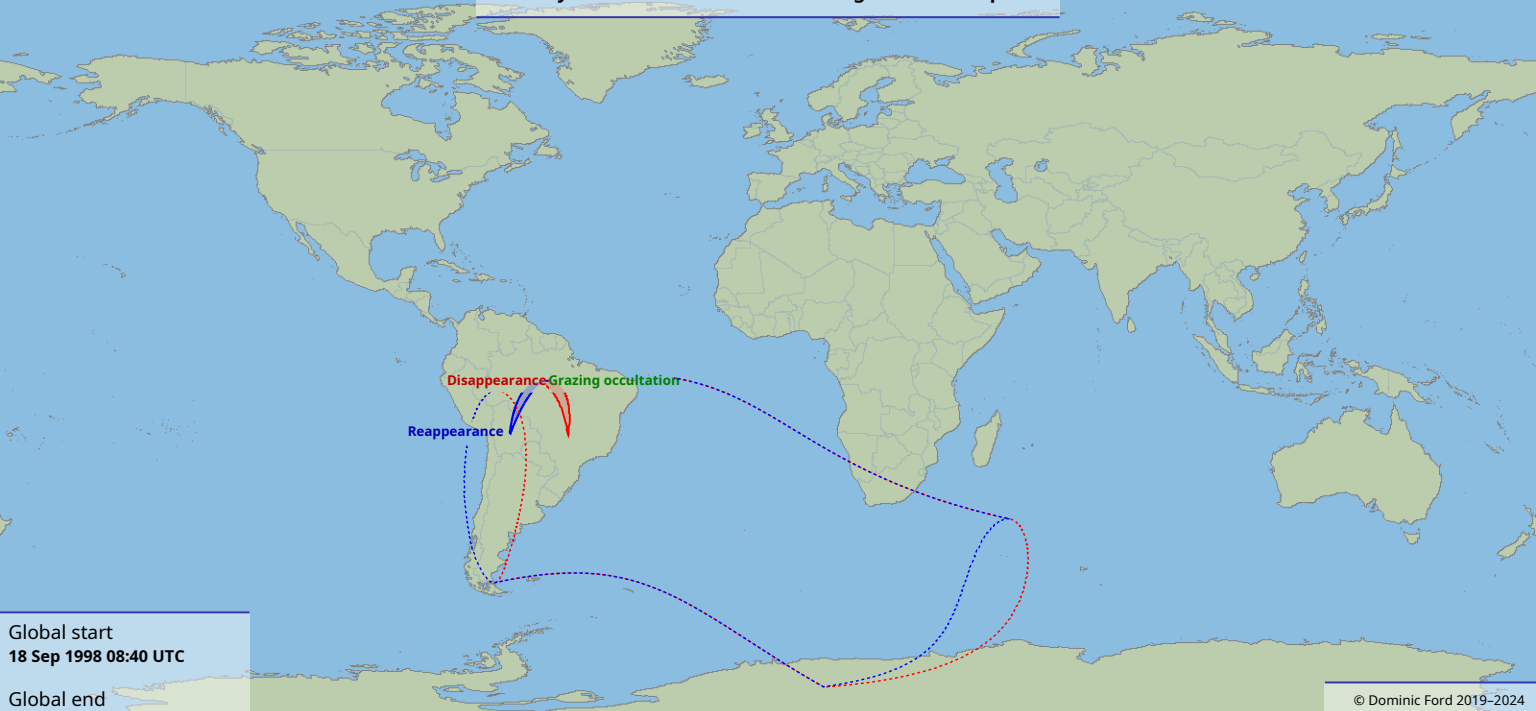 Disappearance
Grazing occultation
Reappearance
Global start
18 Sep 1998 08:40 UTC
Global end
© Dominic Ford 2019–2024